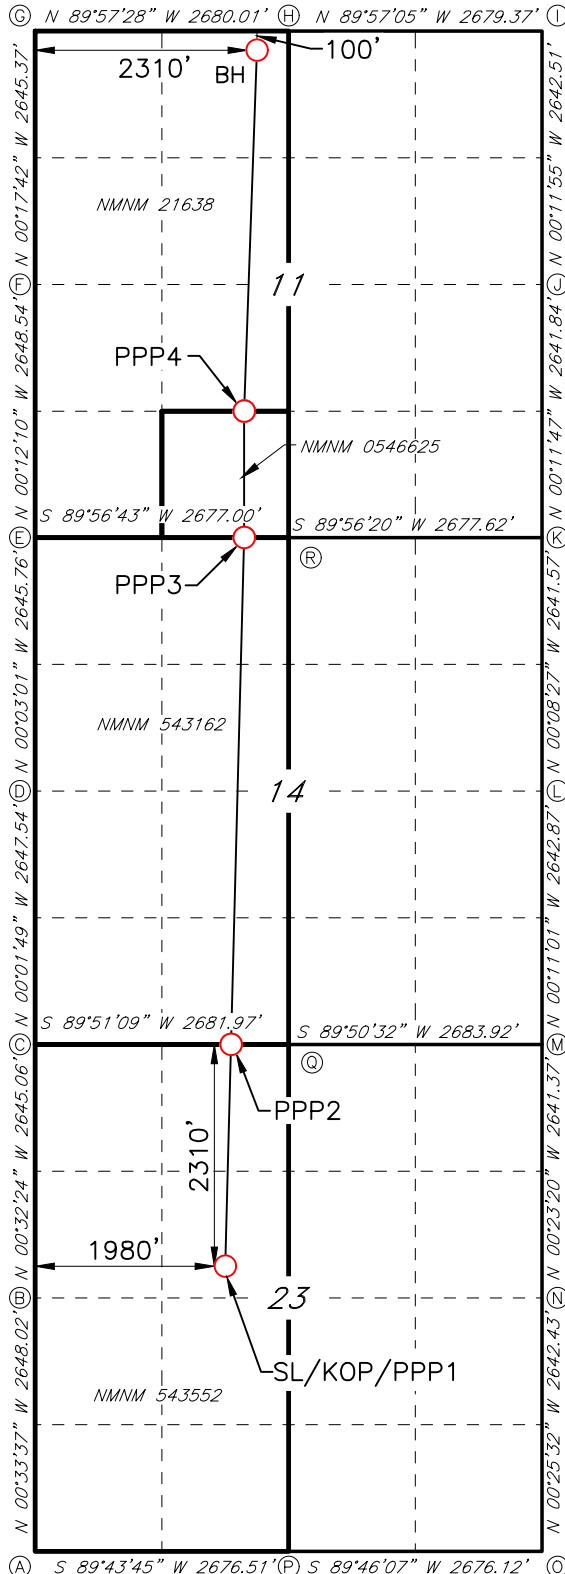 G N 89°57'28" W 2680.01' H N 89°57'05" W 2679.37' I
2310'
BH
100'
N 00°17'42" W 2645.37'
N 00°11'55" W 2642.51'
NMNM 21638
F
11
J
PPP4
N 00°12'10" W 2648.54'
N 00°11'47" W 2641.84'
NMNM 0546625
S 89°56'43" W 2677.00'
S 89°56'20" W 2677.62'
E
K
R
PPP3
N 00°03'01" W 2645.76'
N 00°08'27" W 2641.57'
NMNM 543162
D
14
L
N 00°01'49" W 2647.54'
N 00°11'01" W 2642.87'
S 89°51'09" W 2681.97'
S 89°50'32" W 2683.92'
C
M
Q
PPP2
N 00°32'24" W 2645.06'
2310'
N 00°23'20" W 2641.37'
1980'
B
23
N
SL/KOP/PPP1
NMNM 543552
N 00°33'37" W 2648.02'
N 00°25'32" W 2642.43'
A S 89°43'45" W 2676.51' P S 89°46'07" W 2676.12' O